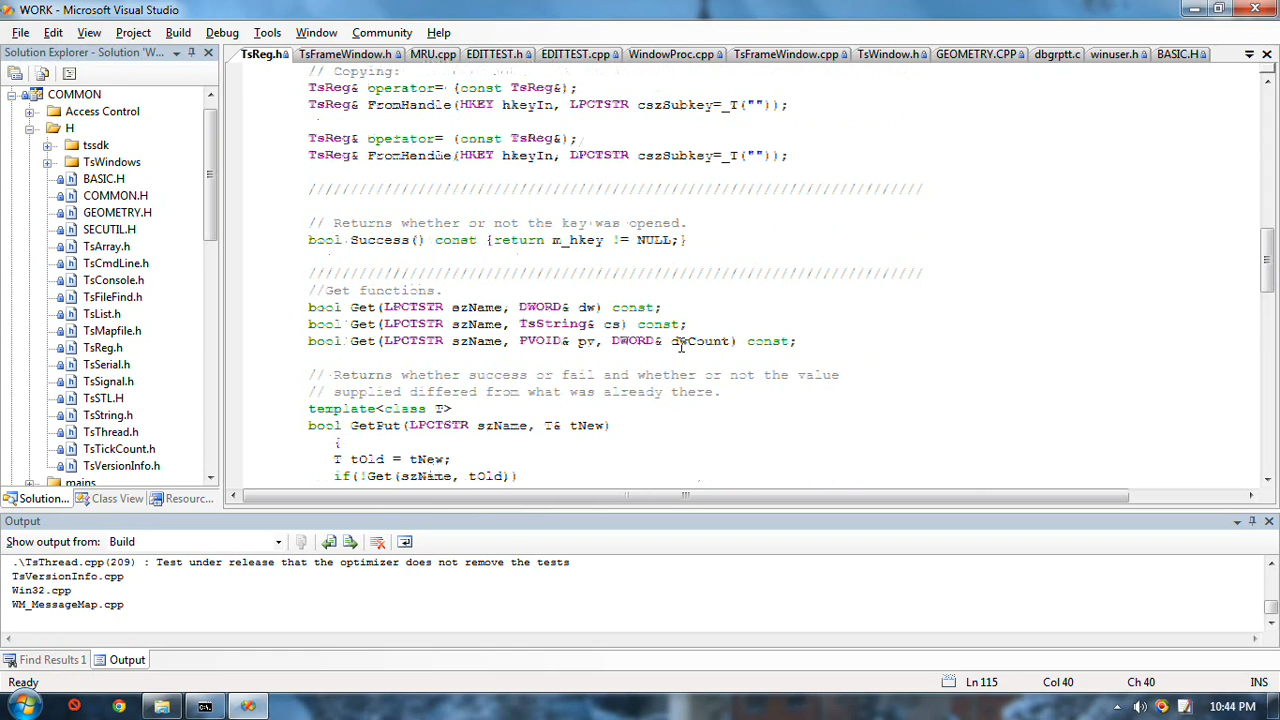 WORK - Microsoft Visual Studio
File Edit View Project Build Debug Tools Window Community Help
Solution Explorer - Solution 'W...
TsReg.h TsFrameWindow.h MRU.cpp EDITTEST.h EDITTEST.cpp WindowProc.cpp TsFrameWindow.cpp TsWindow.h GEOMETRY.CPP dbgrptt.c winuser.h BASIC.H
COMMON
Access Control
H
tssdk
TsWindows
BASIC.H
COMMON.H
GEOMETRY.H
SECUTIL.H
TsArray.h
TsCmdLine.h
TsConsole.h
TsFileFind.h
TsList.h
TsMapfile.h
TsReg.h
TsSerial.h
TsSignal.h
TsSTL.H
TsString.h
TsThread.h
TsTickCount.h
TsVersionInfo.h
mains
Solution... Class View Resourc...
// Copying:
TsReg& operator= (const TsReg&);
TsReg& FromHandle(HKEY hkeyIn, LPCTSTR cszSubkey=_T(""));
TsReg& operator= (const TsReg&);
TsReg& FromHandle(HKEY hkeyIn, LPCTSTR cszSubkey=_T(""));
/////////////////////////////////////////////////////////////////////////
// Returns whether or not the key was opened.
bool Success() const {return m_hkey != NULL;}
/////////////////////////////////////////////////////////////////////////
//Get functions.
bool Get(LPCTSTR szName, DWORD& dw) const;
bool Get(LPCTSTR szName, TsString& cs) const;
bool Get(LPCTSTR szName, PVOID& pv, DWORD& dwCount) const;
// Returns whether success or fail and whether or not the value
// supplied differed from what was already there.
template<class T>
bool GetPut(LPCTSTR szName, T& tNew)
{
T tOld = tNew;
if(!Get(szName, tOld))
Output
Show output from: Build
.\TsThread.cpp(209) : Test under release that the optimizer does not remove the tests
TsVersionInfo.cpp
Win32.cpp
WM_MessageMap.cpp
Find Results 1 Output
Ready Ln 115 Col 40 Ch 40 INS
10:44 PM